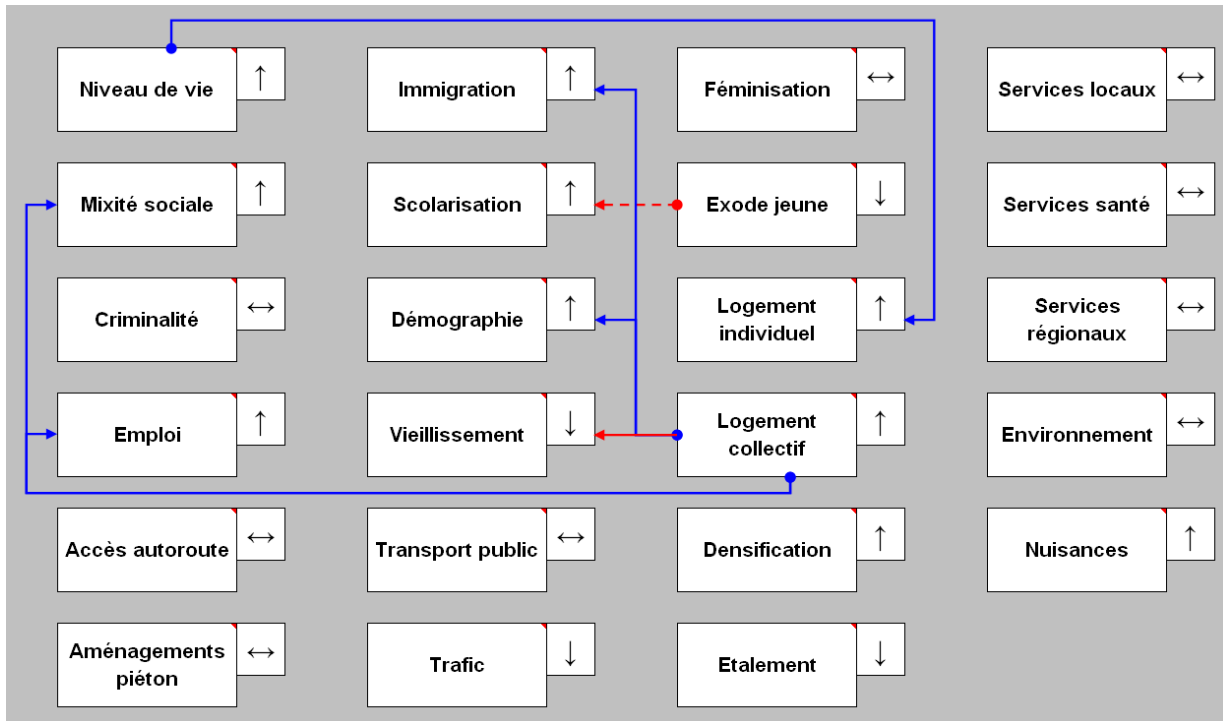 Niveau de vie ↑
Immigration ↑
Féminisation ↔
Services locaux ↔
Mixité sociale ↑
Scolarisation ↑
Exode jeune ↓
Services santé ↔
Criminalité ↔
Démographie ↑
Logement
individuel ↑
Services
régionaux ↔
Emploi ↑
Vieillissement ↓
Logement
collectif ↑
Environnement ↔
Accès autoroute ↔
Transport public ↔
Densification ↑
Nuisances ↑
Aménagements
piéton ↔
Trafic ↓
Etalement ↓